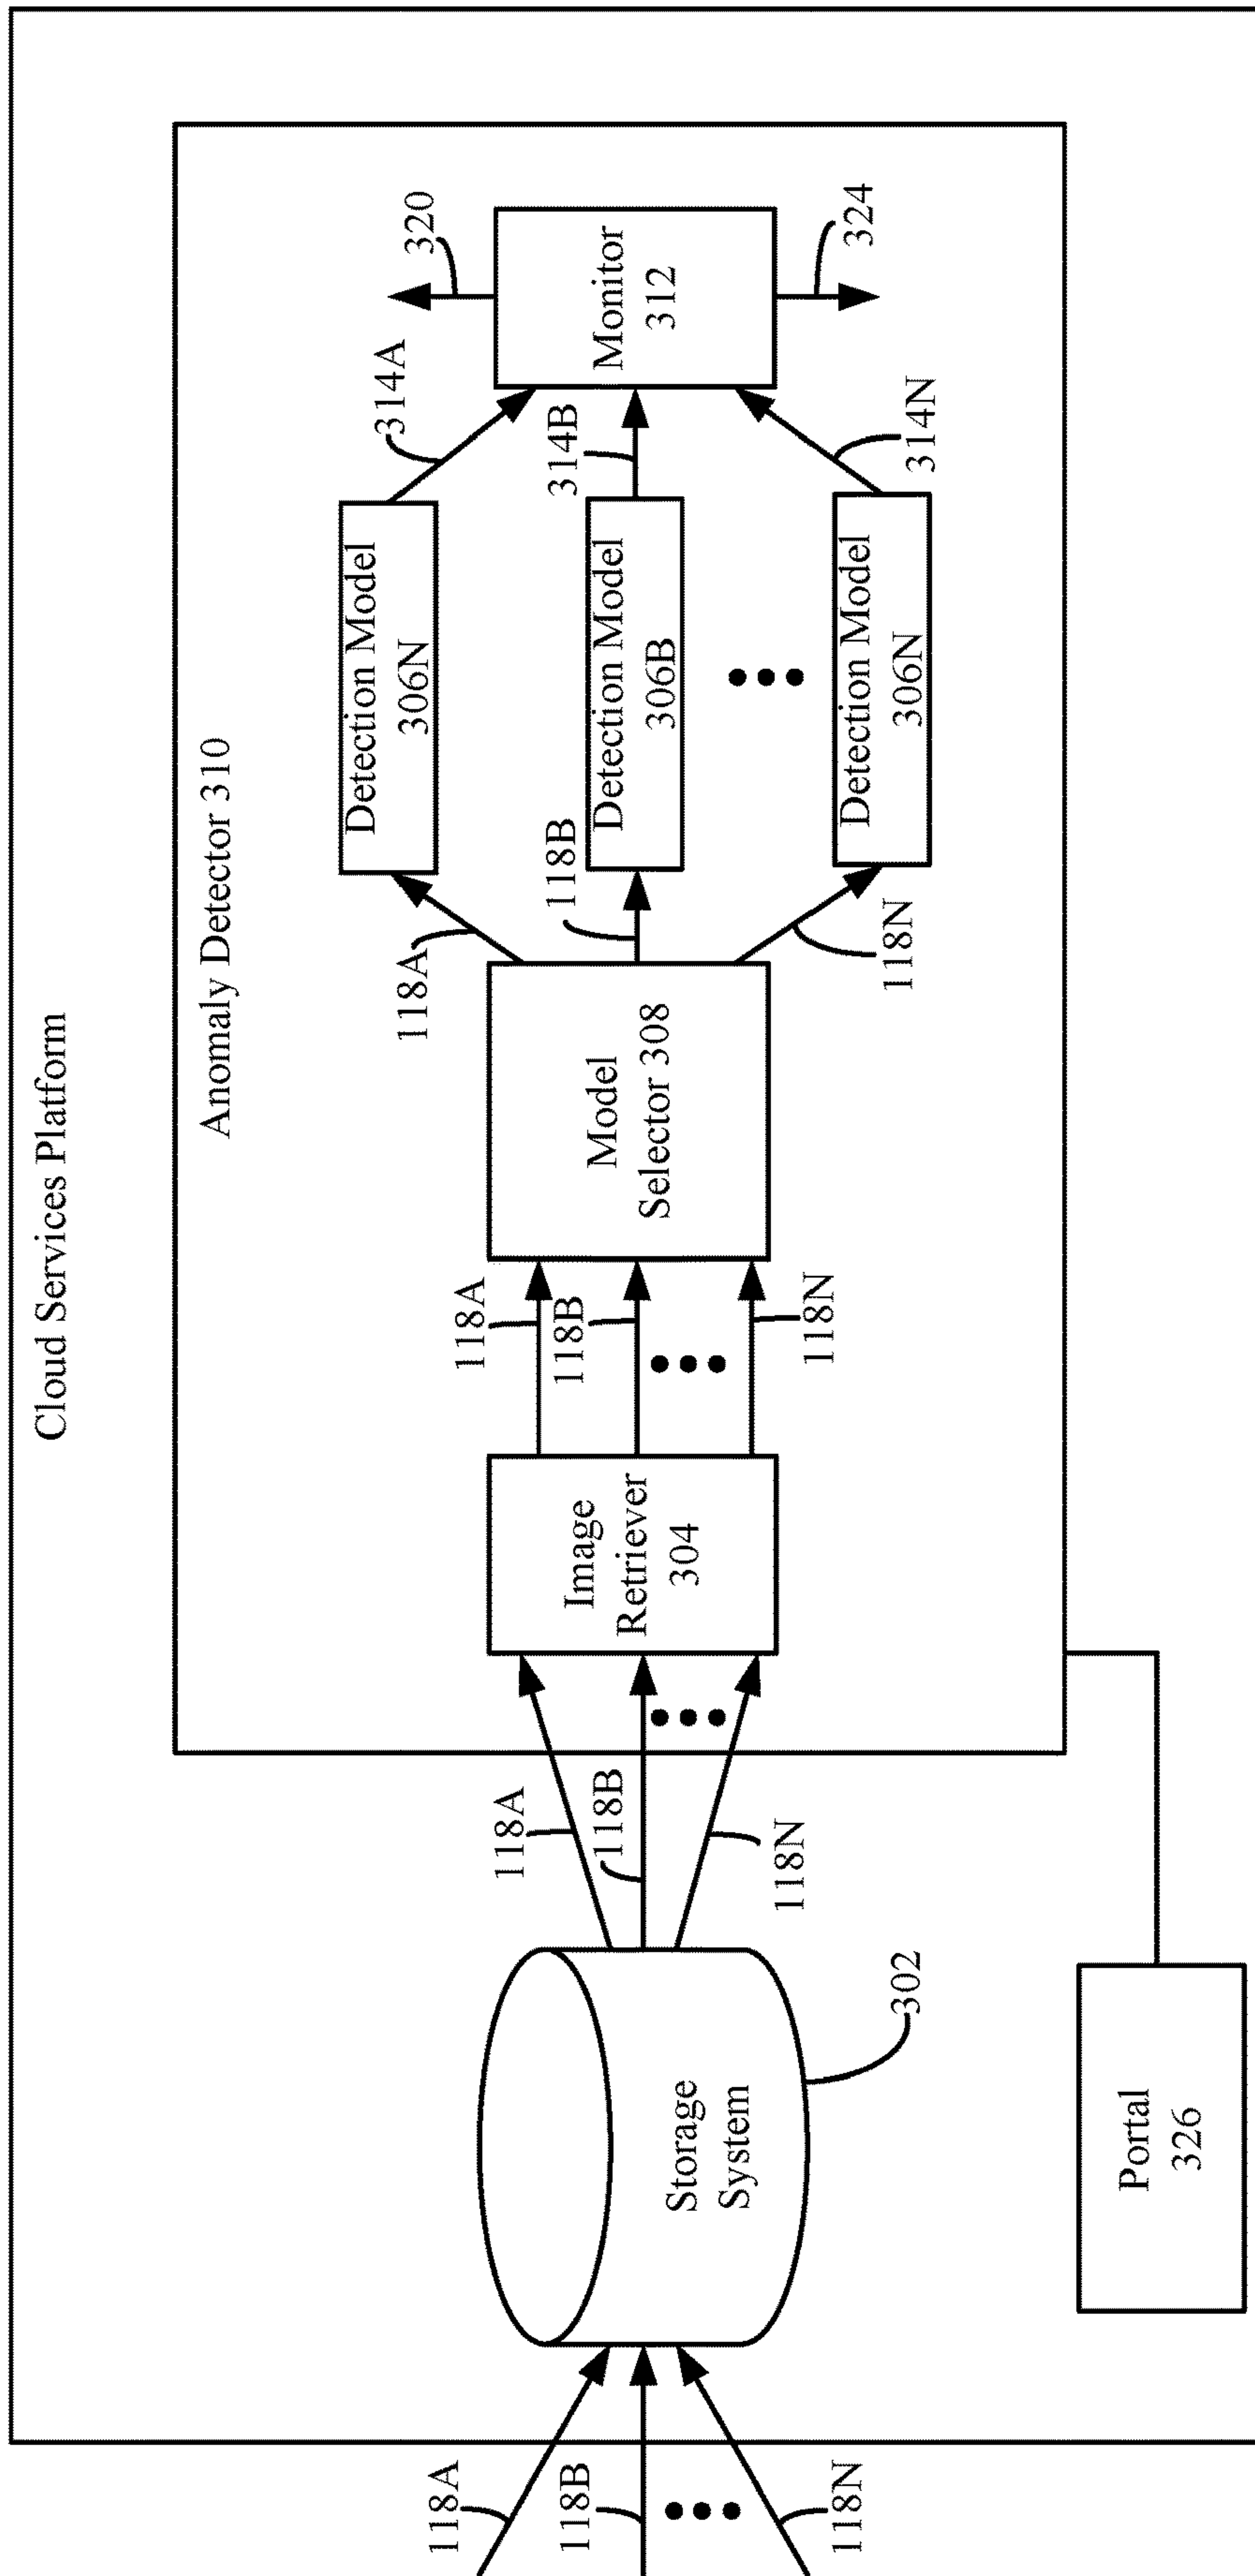 Cloud Services Platform
Anomaly Detector 310
118A
118B
118N
Storage
System
302
118A
118B
118N
Image
Retriever
304
118A
118B
118N
Model
Selector 308
118A
118B
118N
Detection Model
306N
Detection Model
306B
Detection Model
306N
314A
314B
314N
Monitor
312
320
324
Portal
326